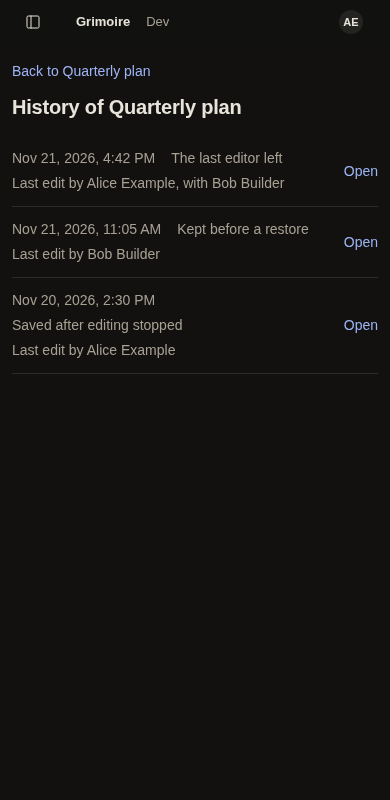 Grimoire Dev AE
Back to Quarterly plan
History of Quarterly plan
Nov 21, 2026, 4:42 PM The last editor left
Last edit by Alice Example, with Bob Builder
Open
Nov 21, 2026, 11:05 AM Kept before a restore
Last edit by Bob Builder
Open
Nov 20, 2026, 2:30 PM
Saved after editing stopped
Last edit by Alice Example
Open